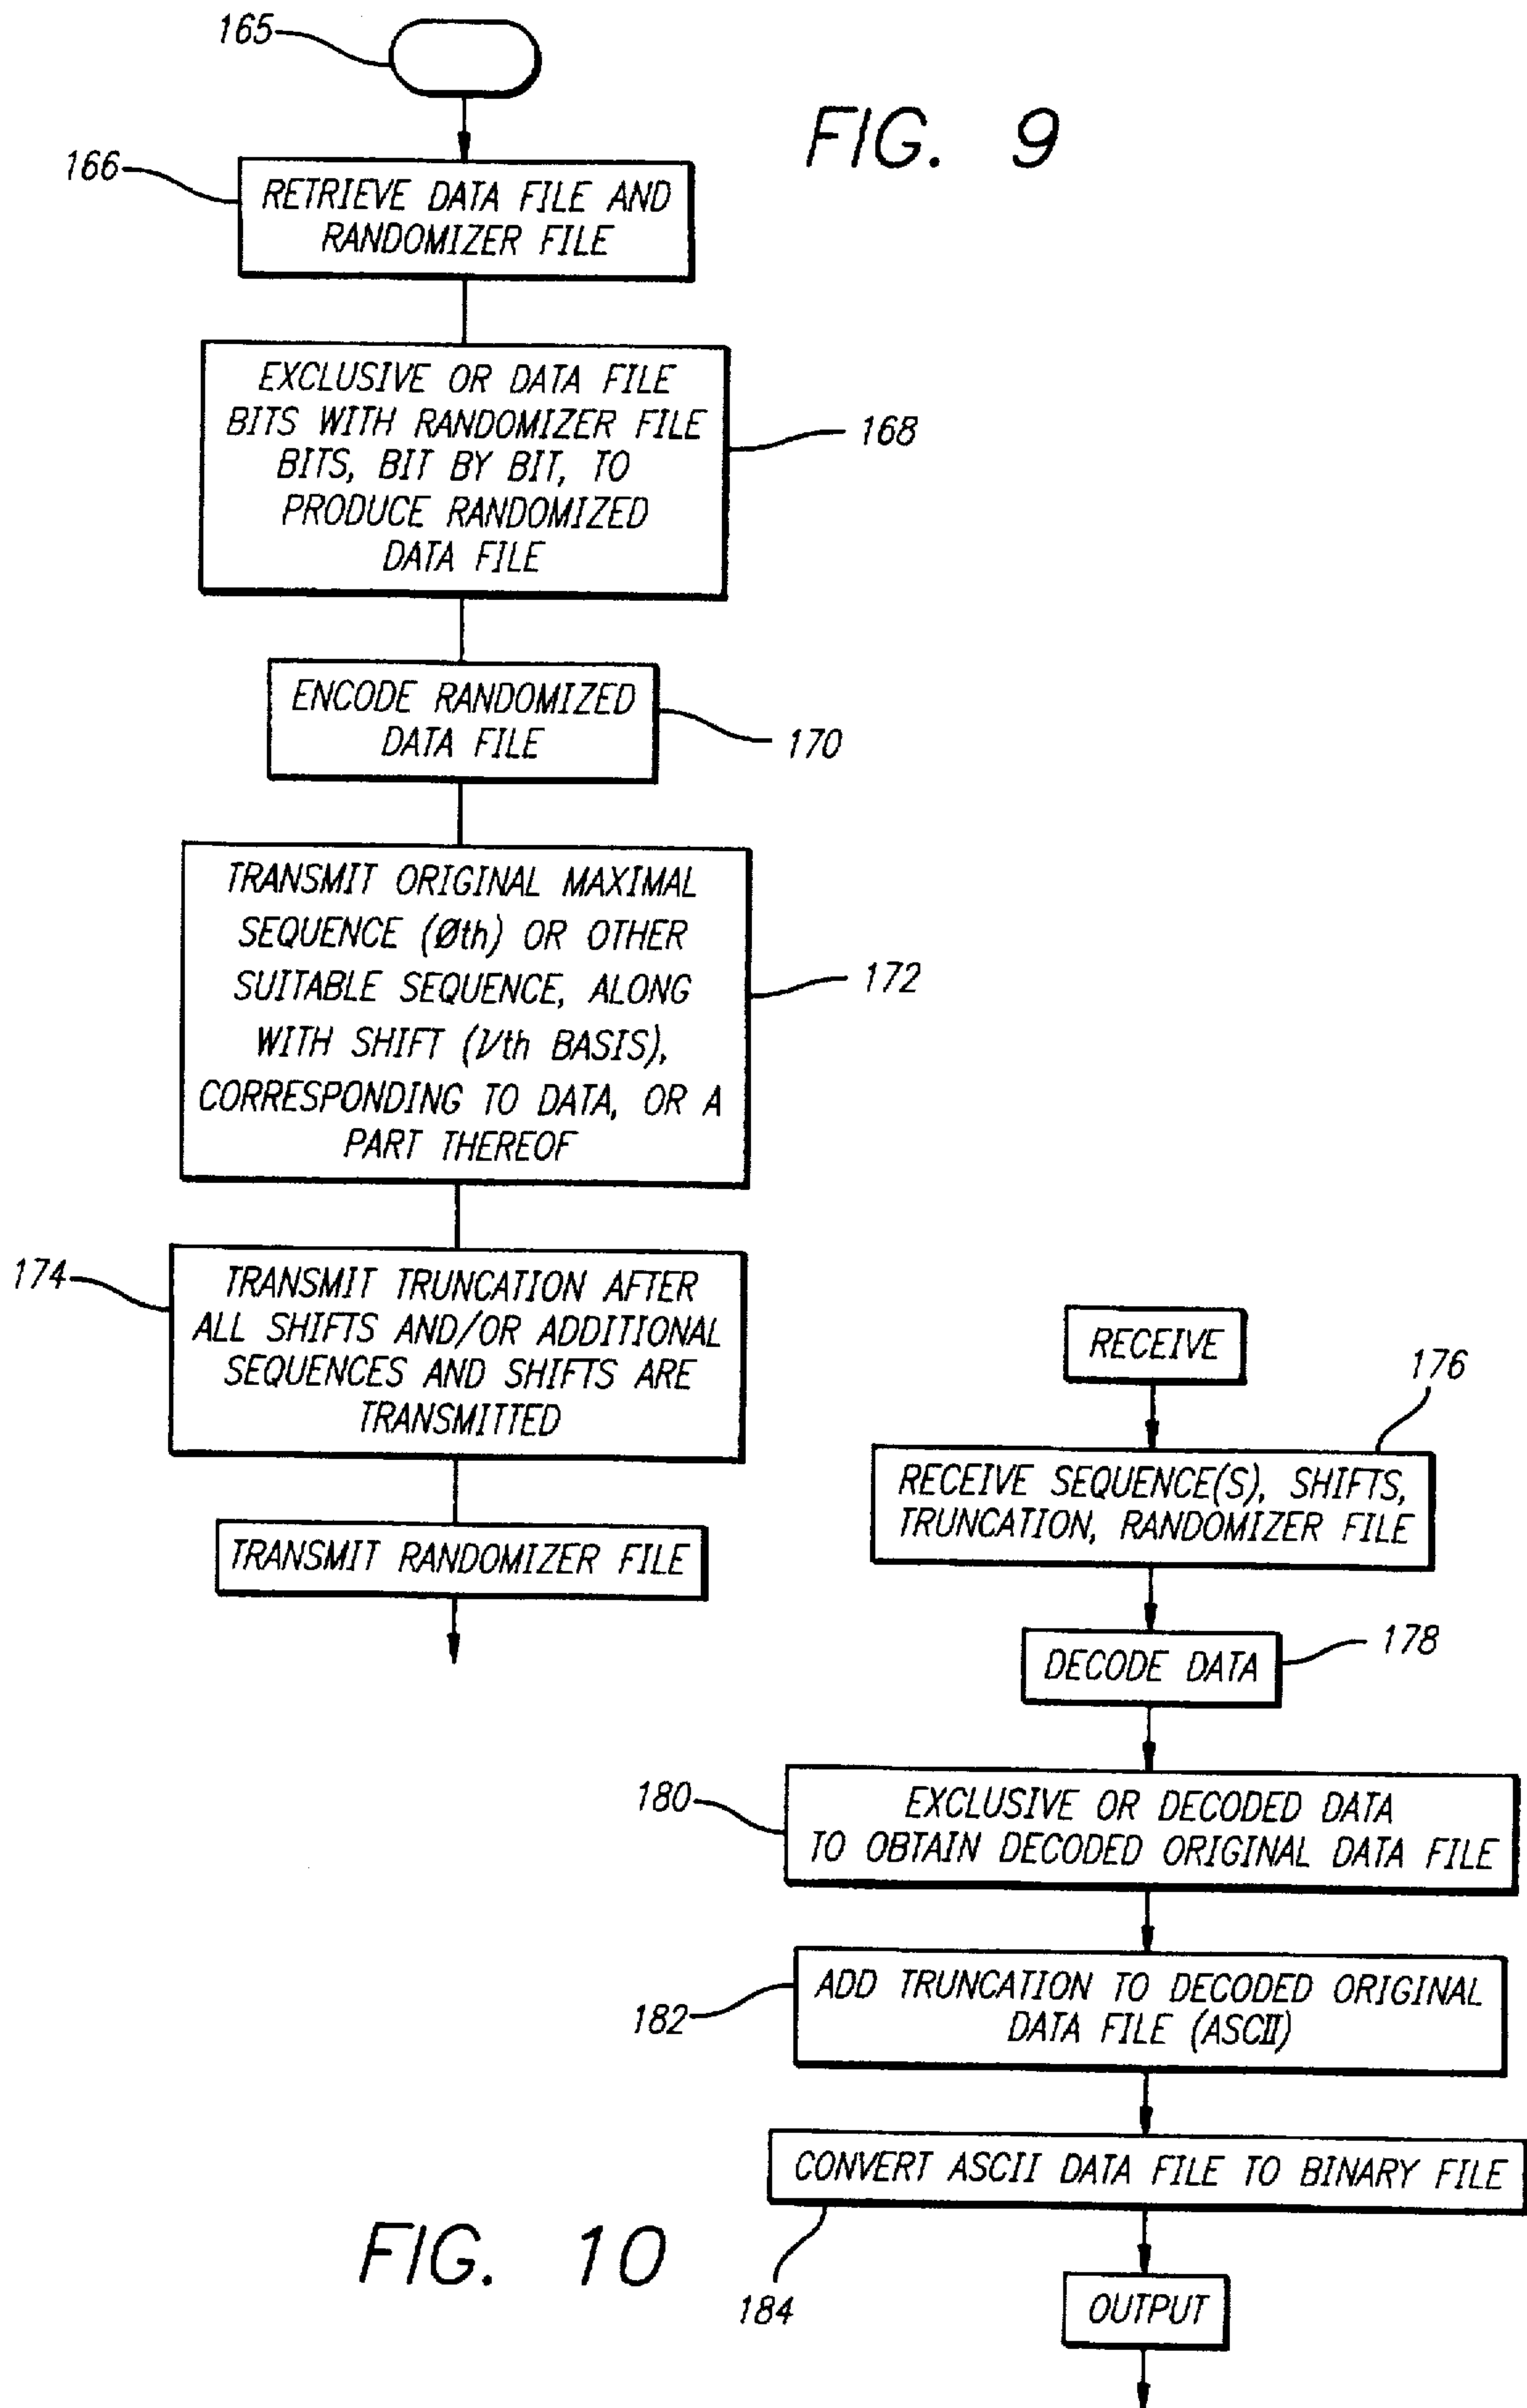 165
FIG. 9
166
RETRIEVE DATA FILE AND
RANDOMIZER FILE
EXCLUSIVE OR DATA FILE
BITS WITH RANDOMIZER FILE
BITS, BIT BY BIT, TO
PRODUCE RANDOMIZED
DATA FILE
168
ENCODE RANDOMIZED
DATA FILE
170
TRANSMIT ORIGINAL MAXIMAL
SEQUENCE (Øth) OR OTHER
SUITABLE SEQUENCE, ALONG
WITH SHIFT (νth BASIS),
CORRESPONDING TO DATA, OR A
PART THEREOF
172
174
TRANSMIT TRUNCATION AFTER
ALL SHIFTS AND/OR ADDITIONAL
SEQUENCES AND SHIFTS ARE
TRANSMITTED
TRANSMIT RANDOMIZER FILE
RECEIVE
176
RECEIVE SEQUENCE(S), SHIFTS,
TRUNCATION, RANDOMIZER FILE
DECODE DATA
178
180
EXCLUSIVE OR DECODED DATA
TO OBTAIN DECODED ORIGINAL DATA FILE
182
ADD TRUNCATION TO DECODED ORIGINAL
DATA FILE (ASCII)
CONVERT ASCII DATA FILE TO BINARY FILE
184
OUTPUT
FIG. 10